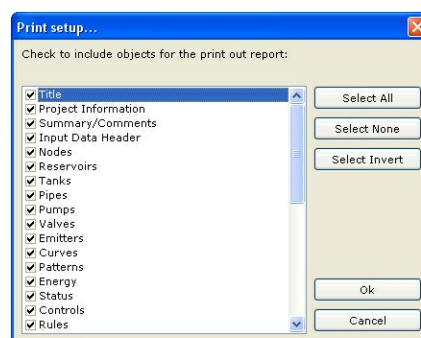 Print setup...
Check to include objects for the print out report:
Title
Project Information
Summary/Comments
Input Data Header
Nodes
Reservoirs
Tanks
Pipes
Pumps
Valves
Emitters
Curves
Patterns
Energy
Status
Controls
Rules
Select All
Select None
Select Invert
Ok
Cancel